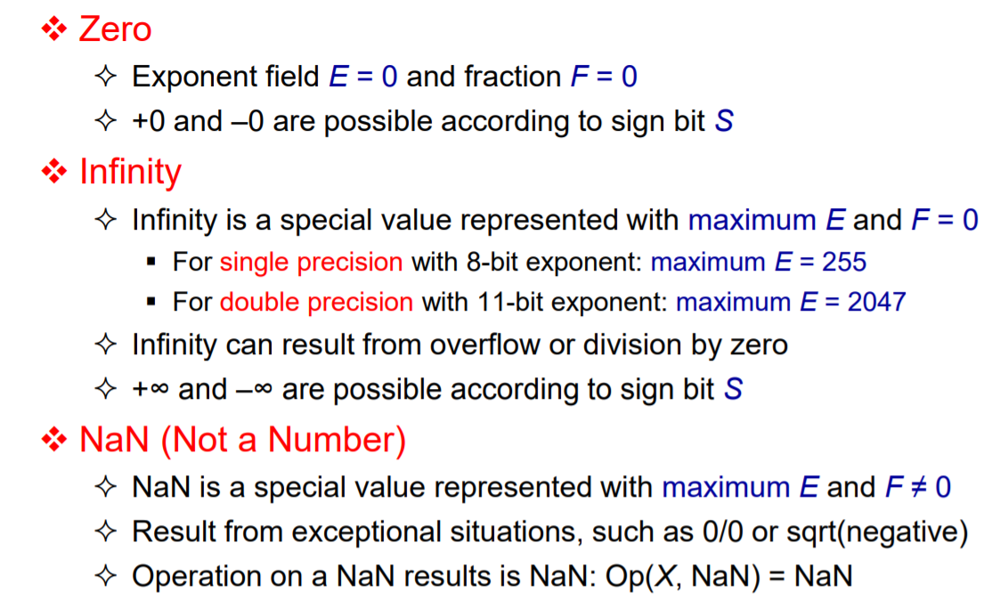 ❖ Zero
✧ Exponent field E = 0 and fraction F = 0
✧ +0 and –0 are possible according to sign bit S
❖ Infinity
✧ Infinity is a special value represented with maximum E and F = 0
▪ For single precision with 8-bit exponent: maximum E = 255
▪ For double precision with 11-bit exponent: maximum E = 2047
✧ Infinity can result from overflow or division by zero
✧ +∞ and –∞ are possible according to sign bit S
❖ NaN (Not a Number)
✧ NaN is a special value represented with maximum E and F ≠ 0
✧ Result from exceptional situations, such as 0/0 or sqrt(negative)
✧ Operation on a NaN results is NaN: Op(X, NaN) = NaN